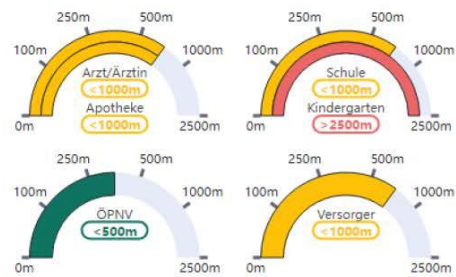 250m 500m
100m 1000m
Arzt/Ärztin
<1000m
Apotheke
<1000m
0m 2500m
250m 500m
100m 1000m
Schule
<1000m
Kindergarten
>2500m
0m 2500m
250m 500m
100m 1000m
ÖPNV
<500m
0m 2500m
250m 500m
100m 1000m
Versorger
<1000m
0m 2500m